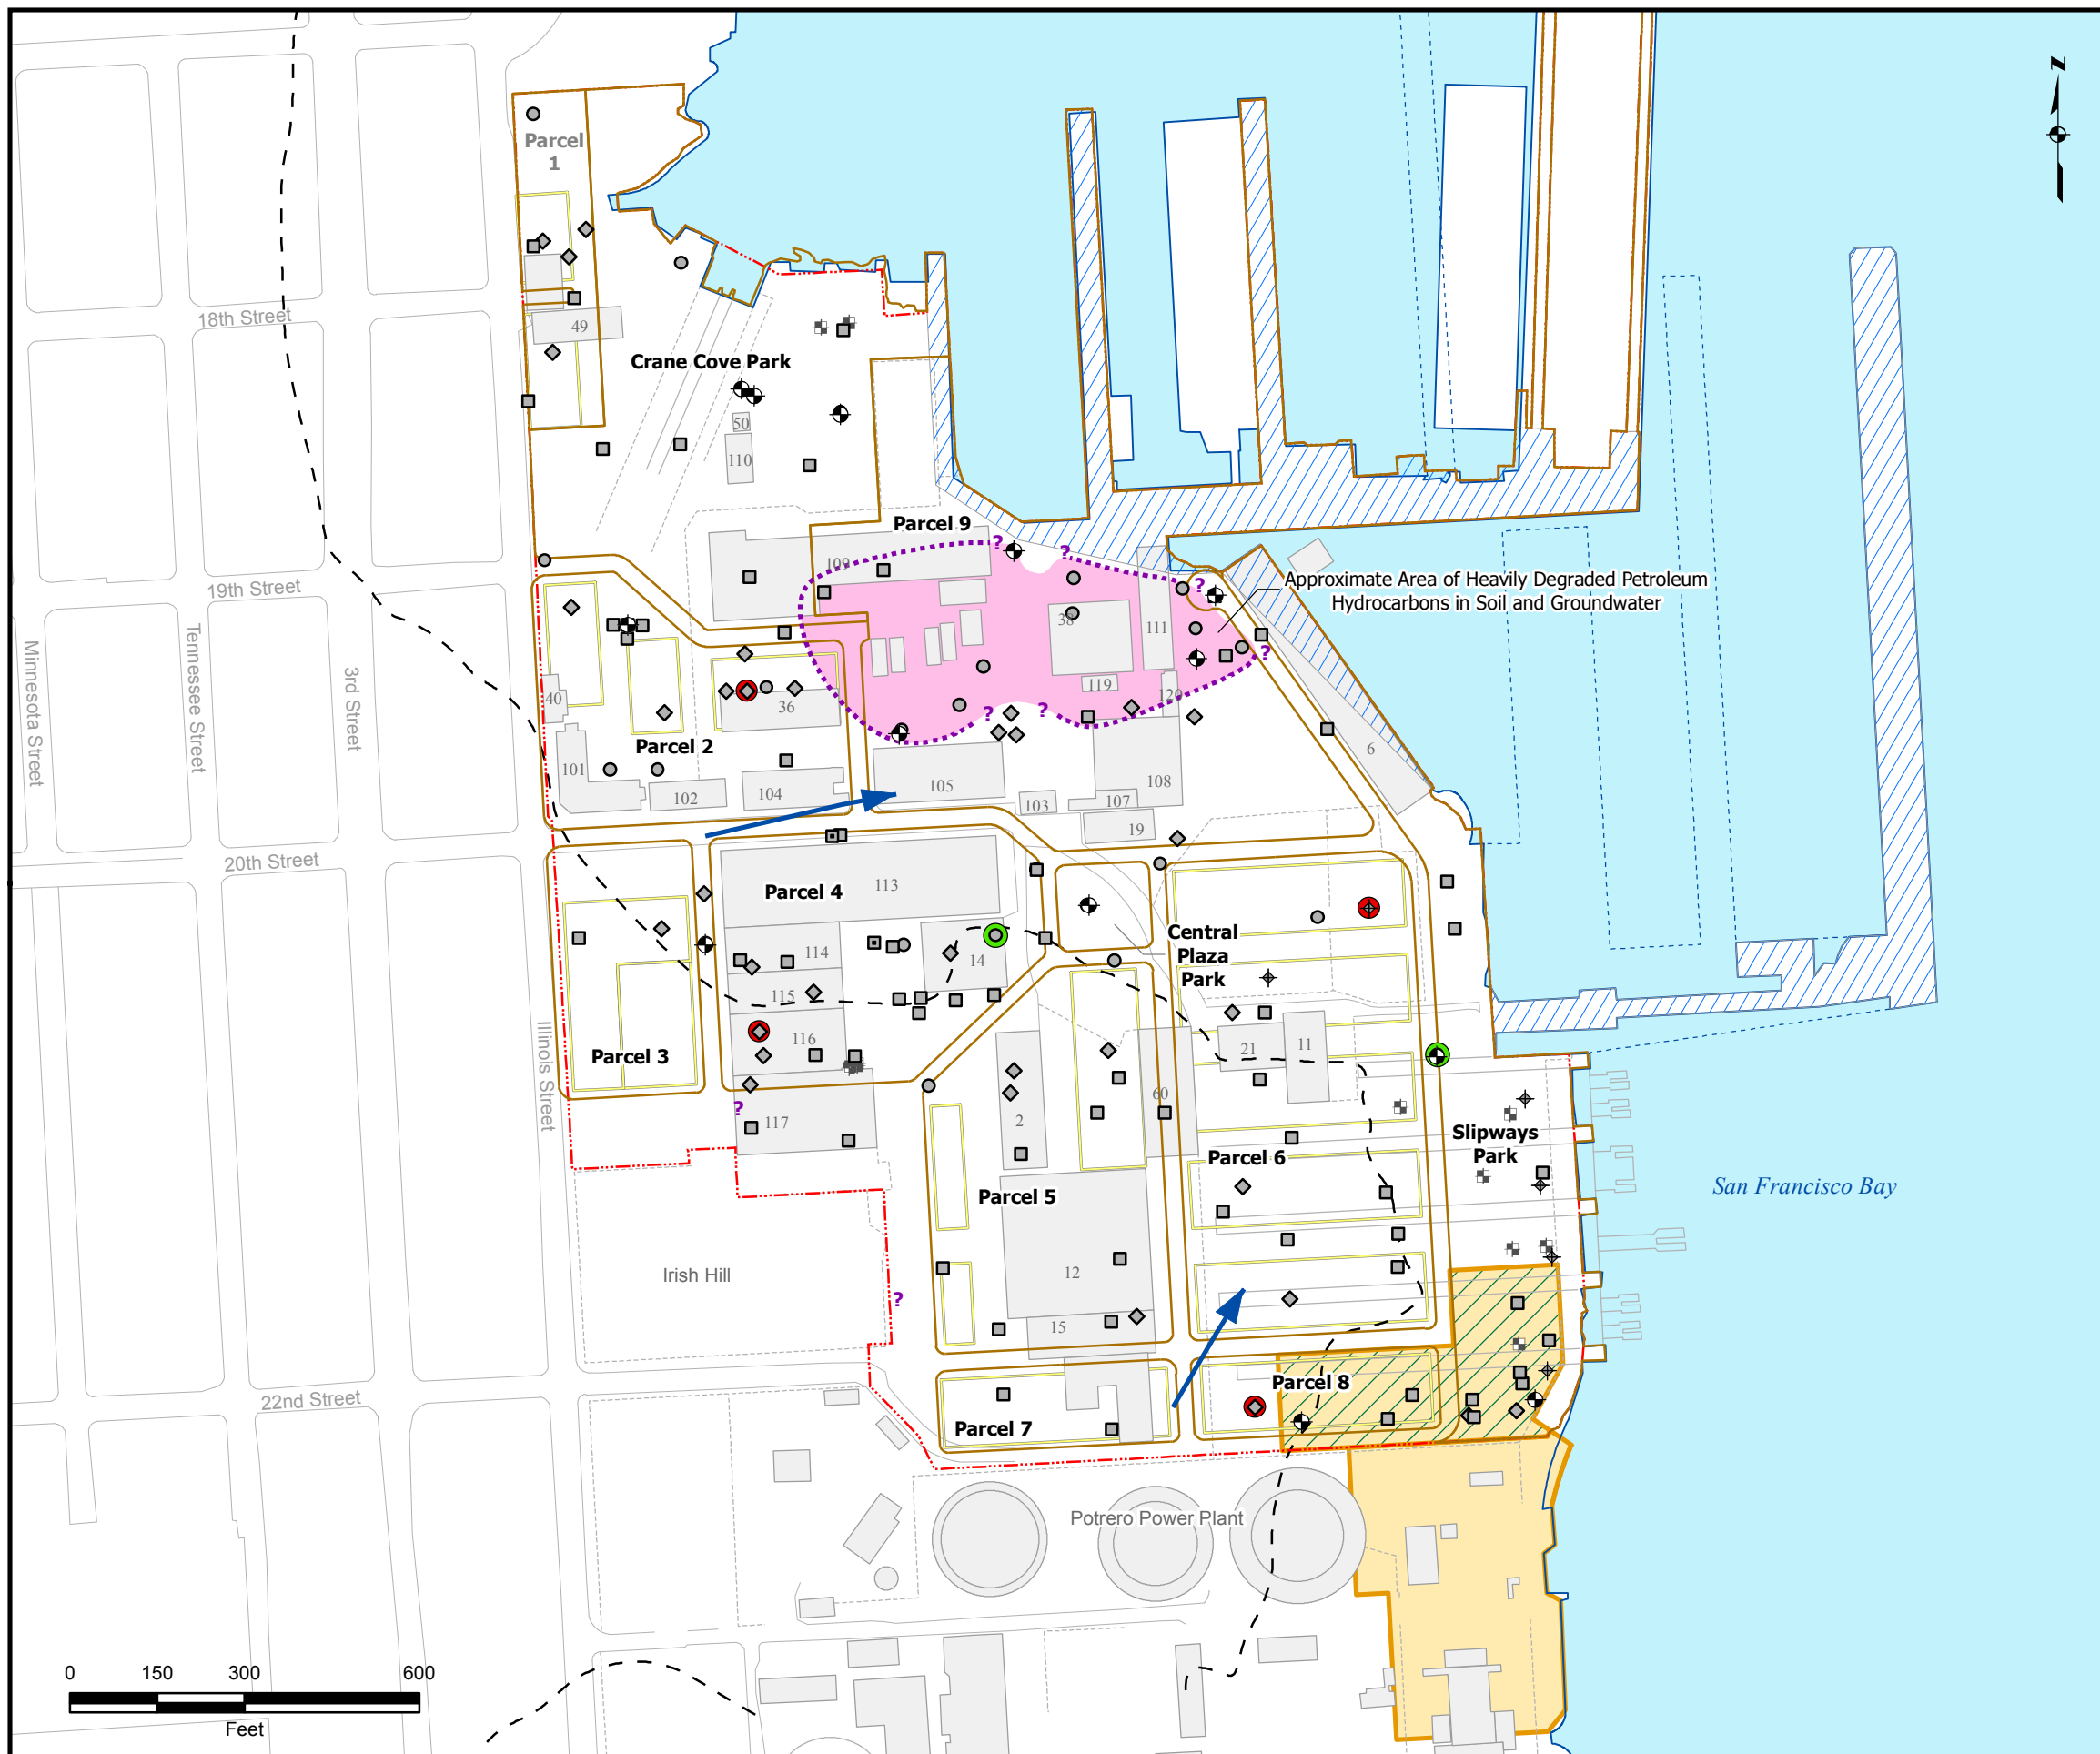 N
Parcel
1
18th Street
49
Crane Cove Park
50
110
Parcel 9
?
?
109
?
Approximate Area of Heavily Degraded Petroleum
Hydrocarbons in Soil and Groundwater
19th Street
38
111
?
Minnesota Street
Tennessee Street
3rd Street
40
36
119
120
?
?
Parcel 2
6
101
102
104
105
103
107
108
19
20th Street
Parcel 4
113
Central
Plaza
Park
114
14
115
116
Illinois Street
Parcel 3
21
11
?
117
2
60
Slipways
Park
Parcel 6
Parcel 5
San Francisco Bay
Irish Hill
12
?
15
22nd Street
Parcel 8
Parcel 7
Potrero Power Plant
0 150 300 600
Feet